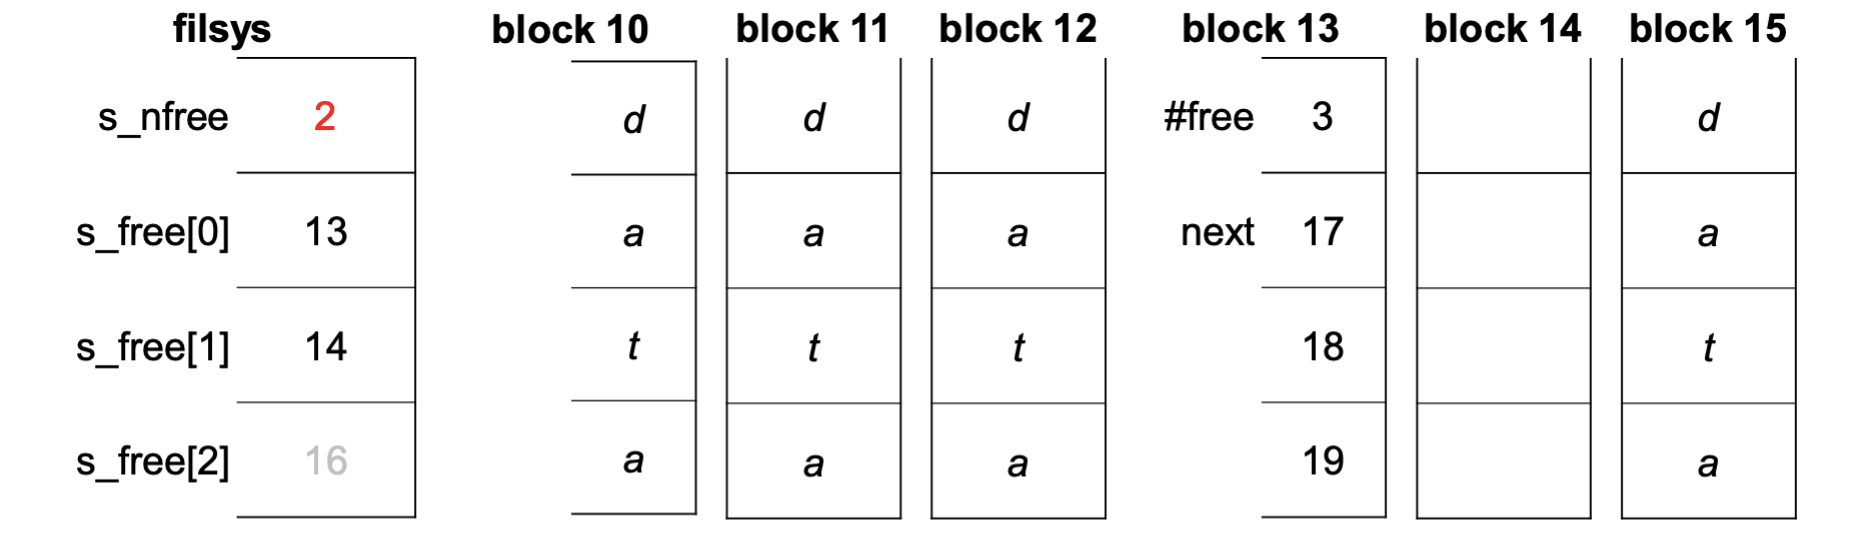 filsys block 10 block 11 block 12 block 13 block 14 block 15
s_nfree 2 d d d #free 3 d
s_free[0] 13 a a a next 17 a
s_free[1] 14 t t t 18 t
s_free[2] 16 a a a 19 a